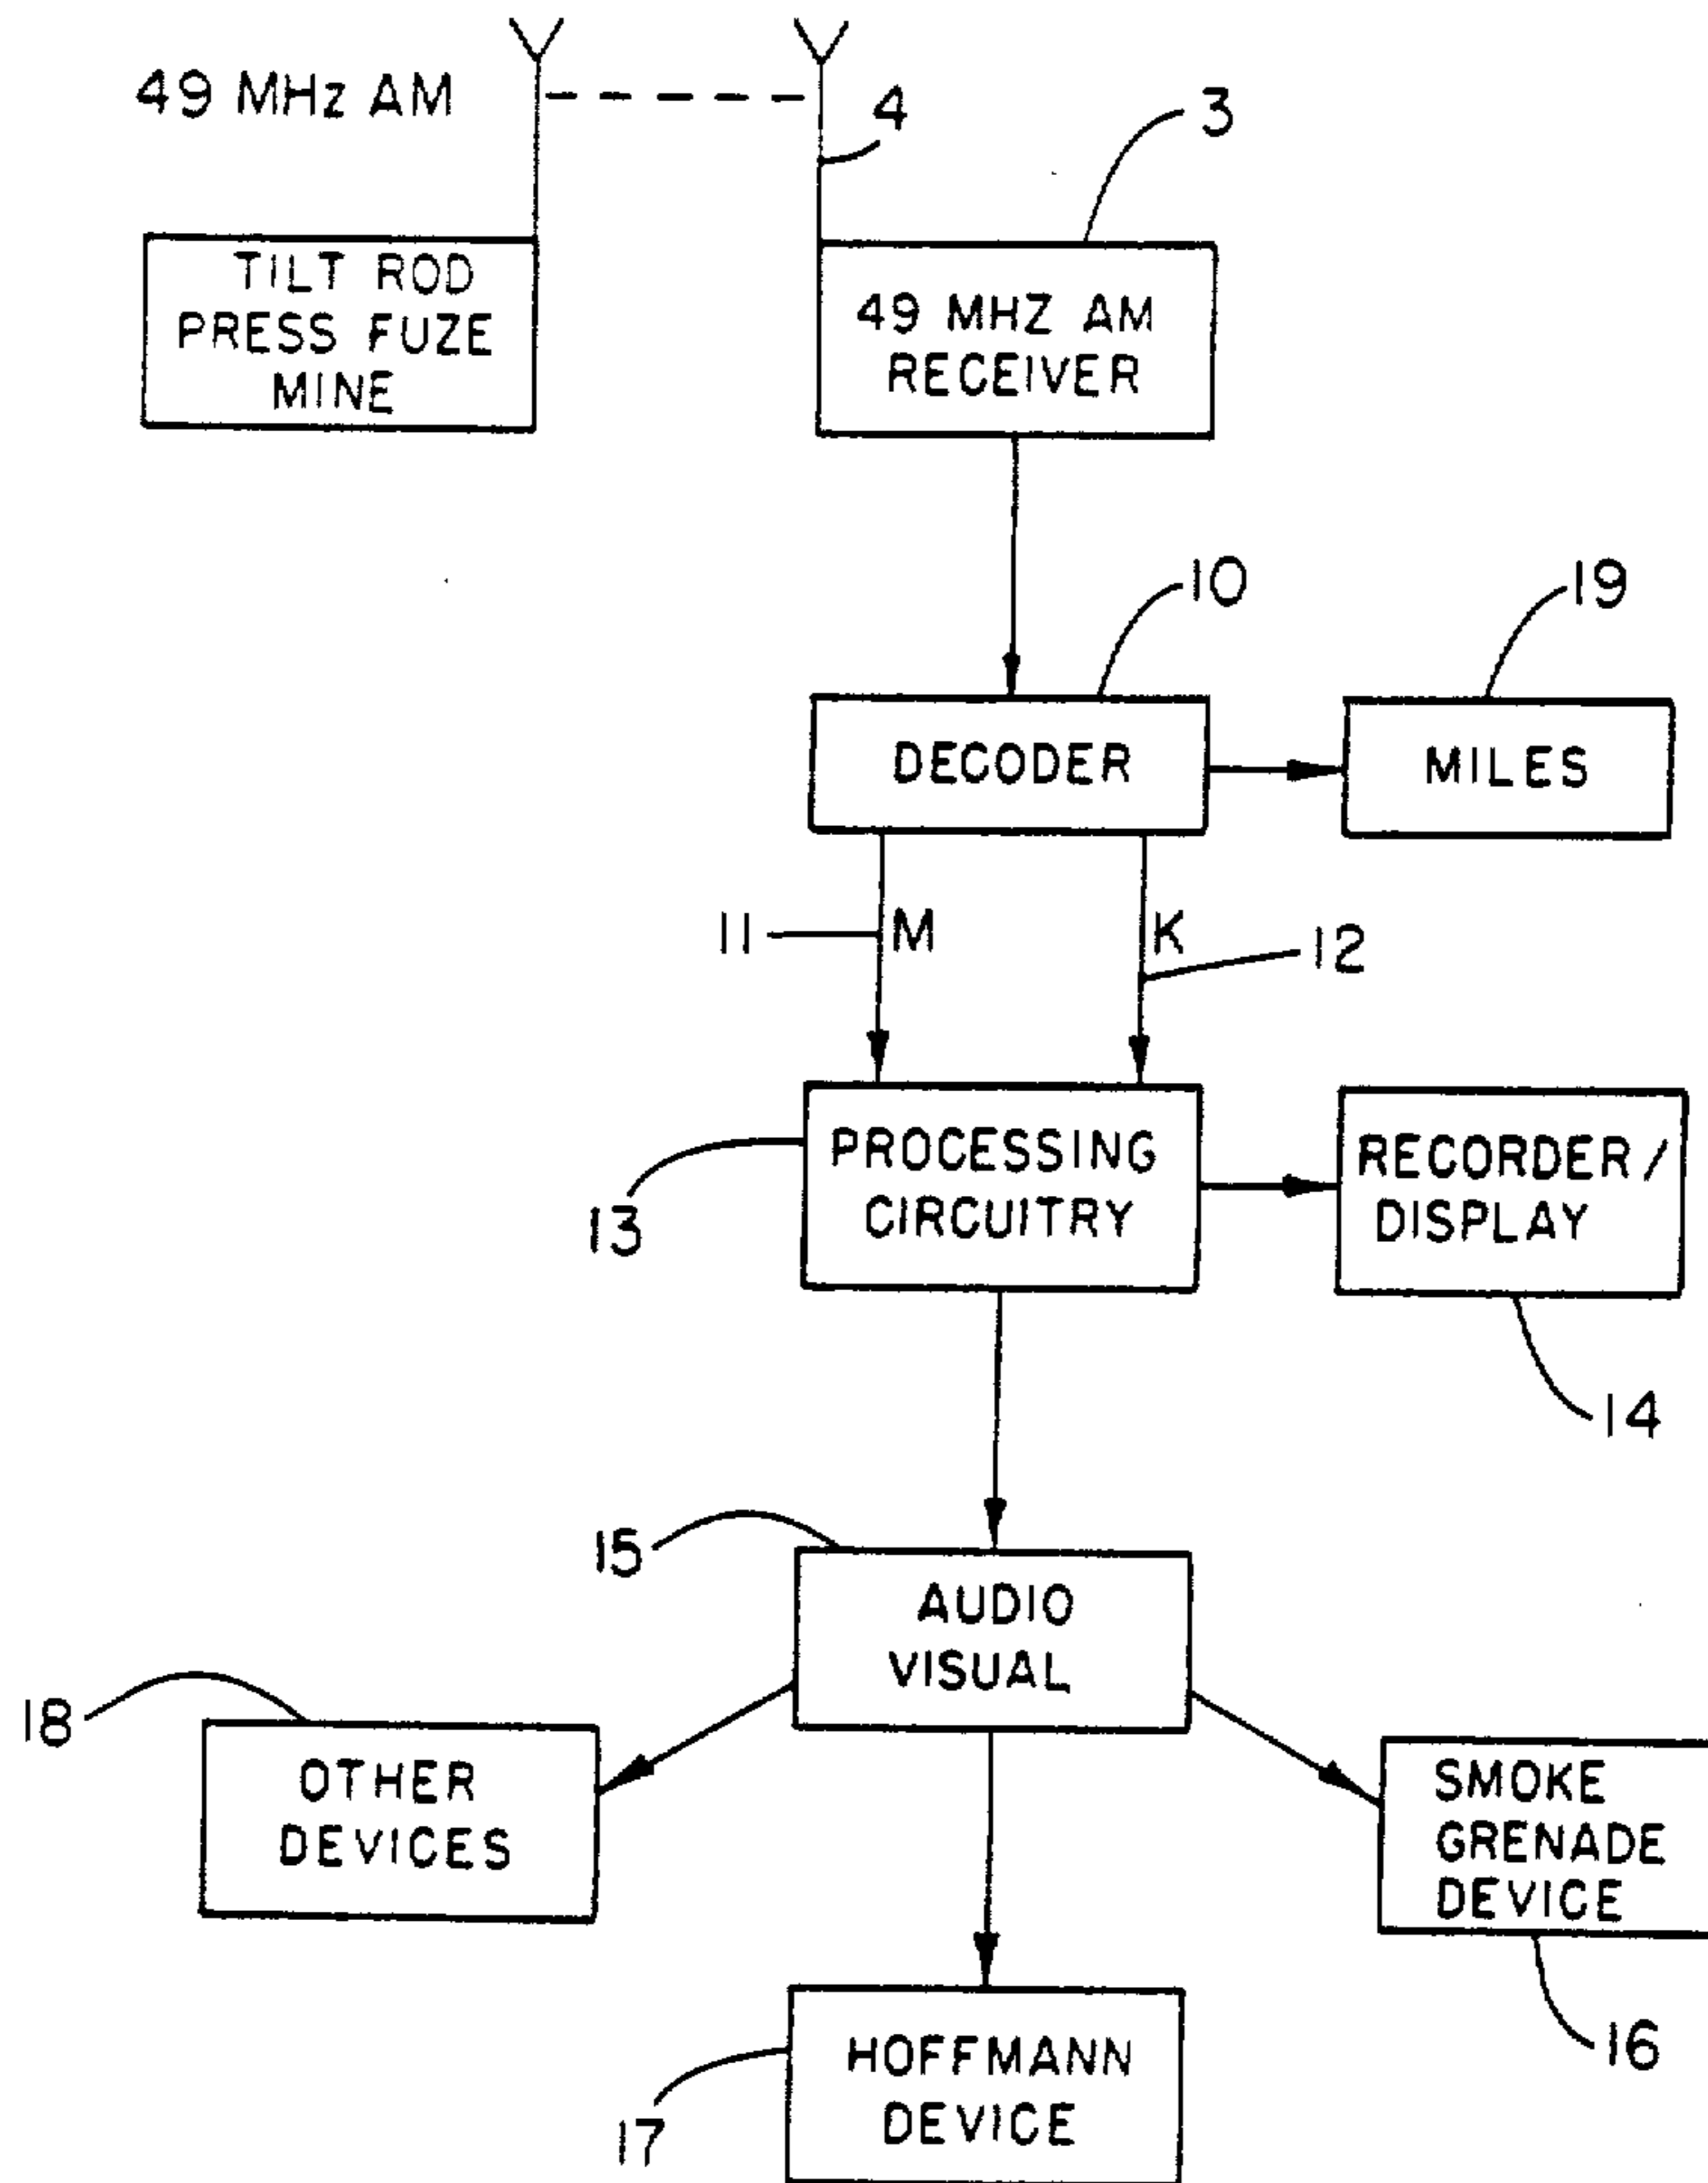 49 MHz AM
4
3
TILT ROD
PRESS FUZE
MINE
49 MHZ AM
RECEIVER
10
19
DECODER
MILES
11
M
K
12
PROCESSING
CIRCUITRY
RECORDER/
DISPLAY
13
14
15
AUDIO
VISUAL
18
OTHER
DEVICES
SMOKE
GRENADE
DEVICE
16
HOFFMANN
DEVICE
17